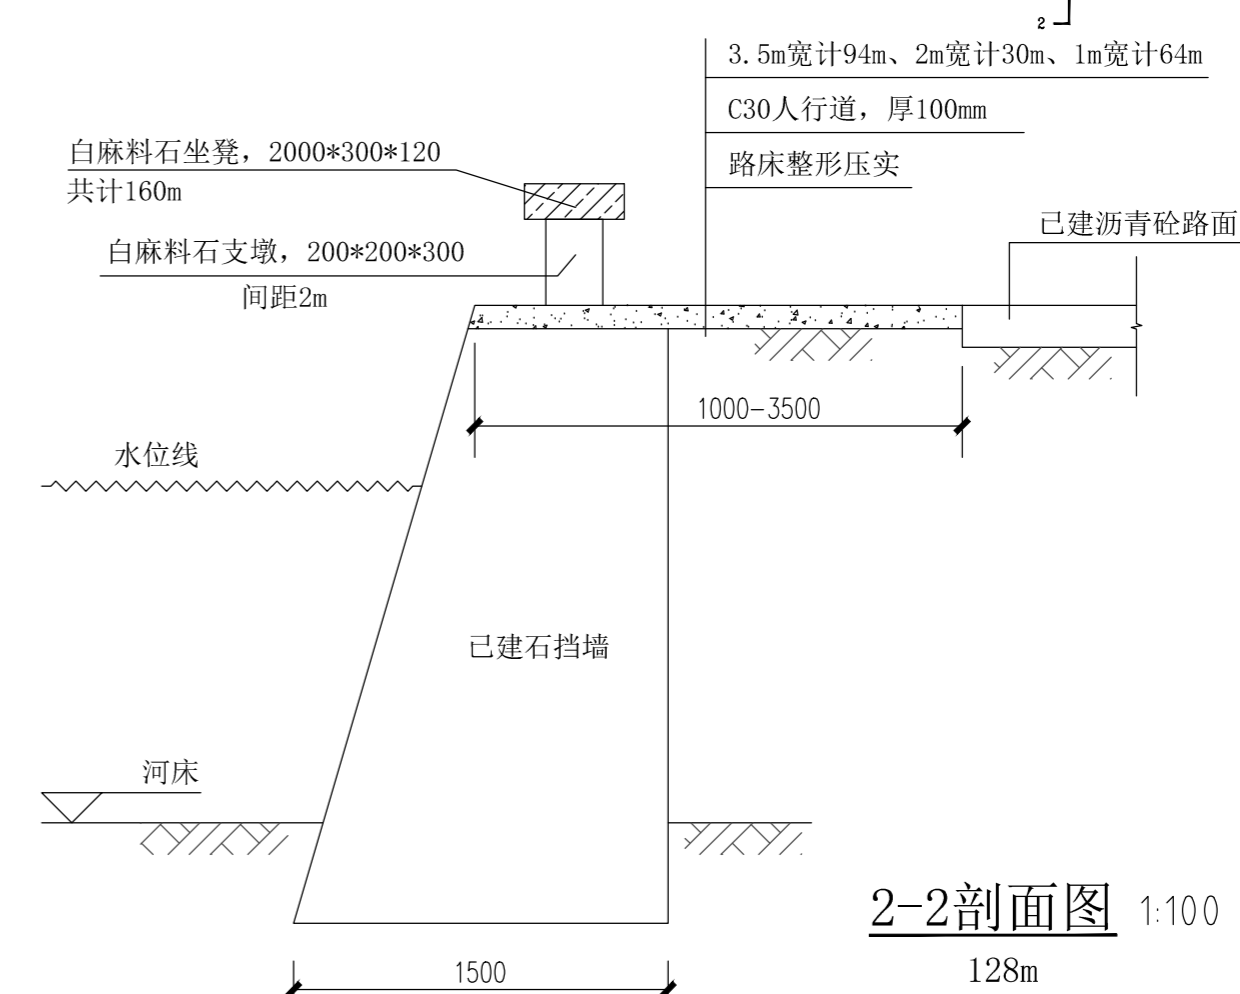 2
3.5m宽计94m、2m宽计30m、1m宽计64m
C30人行道，厚100mm
路床整形压实
白麻料石坐凳，2000*300*120
共计160m
已建沥青砼路面
白麻料石支墩，200*200*300
间距2m
1000-3500
水位线
已建石挡墙
河床
2-2剖面图 1:100
128m
1500